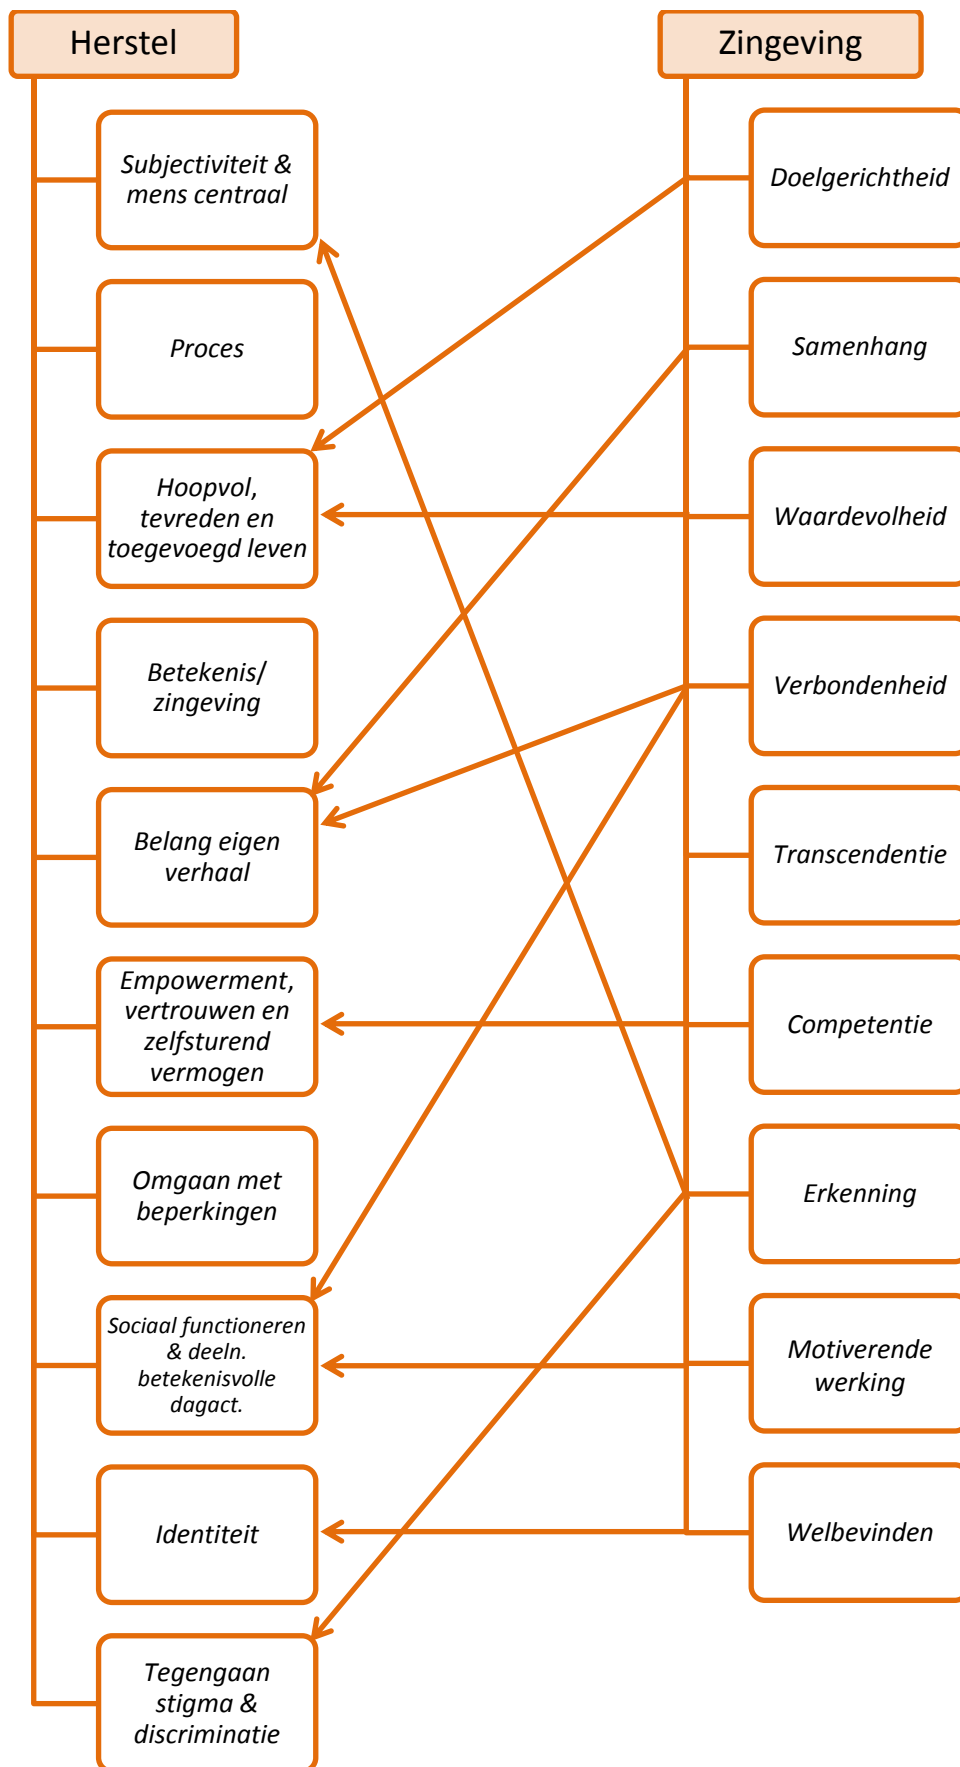 Herstel
Subjectiviteit &
mens centraal
Proces
Hoopvol,
tevreden en
toegevoegd leven
Betekenis/
zingeving
Belang eigen
verhaal
Empowerment,
vertrouwen en
zelfsturend
vermogen
Omgaan met
beperkingen
Sociaal functioneren
& deeln.
betekenisvolle
dagact.
Identiteit
Tegengaan
stigma &
discriminatie
Zingeving
Doelgerichtheid
Samenhang
Waardevolheid
Verbondenheid
Transcendentie
Competentie
Erkenning
Motiverende
werking
Welbevinden